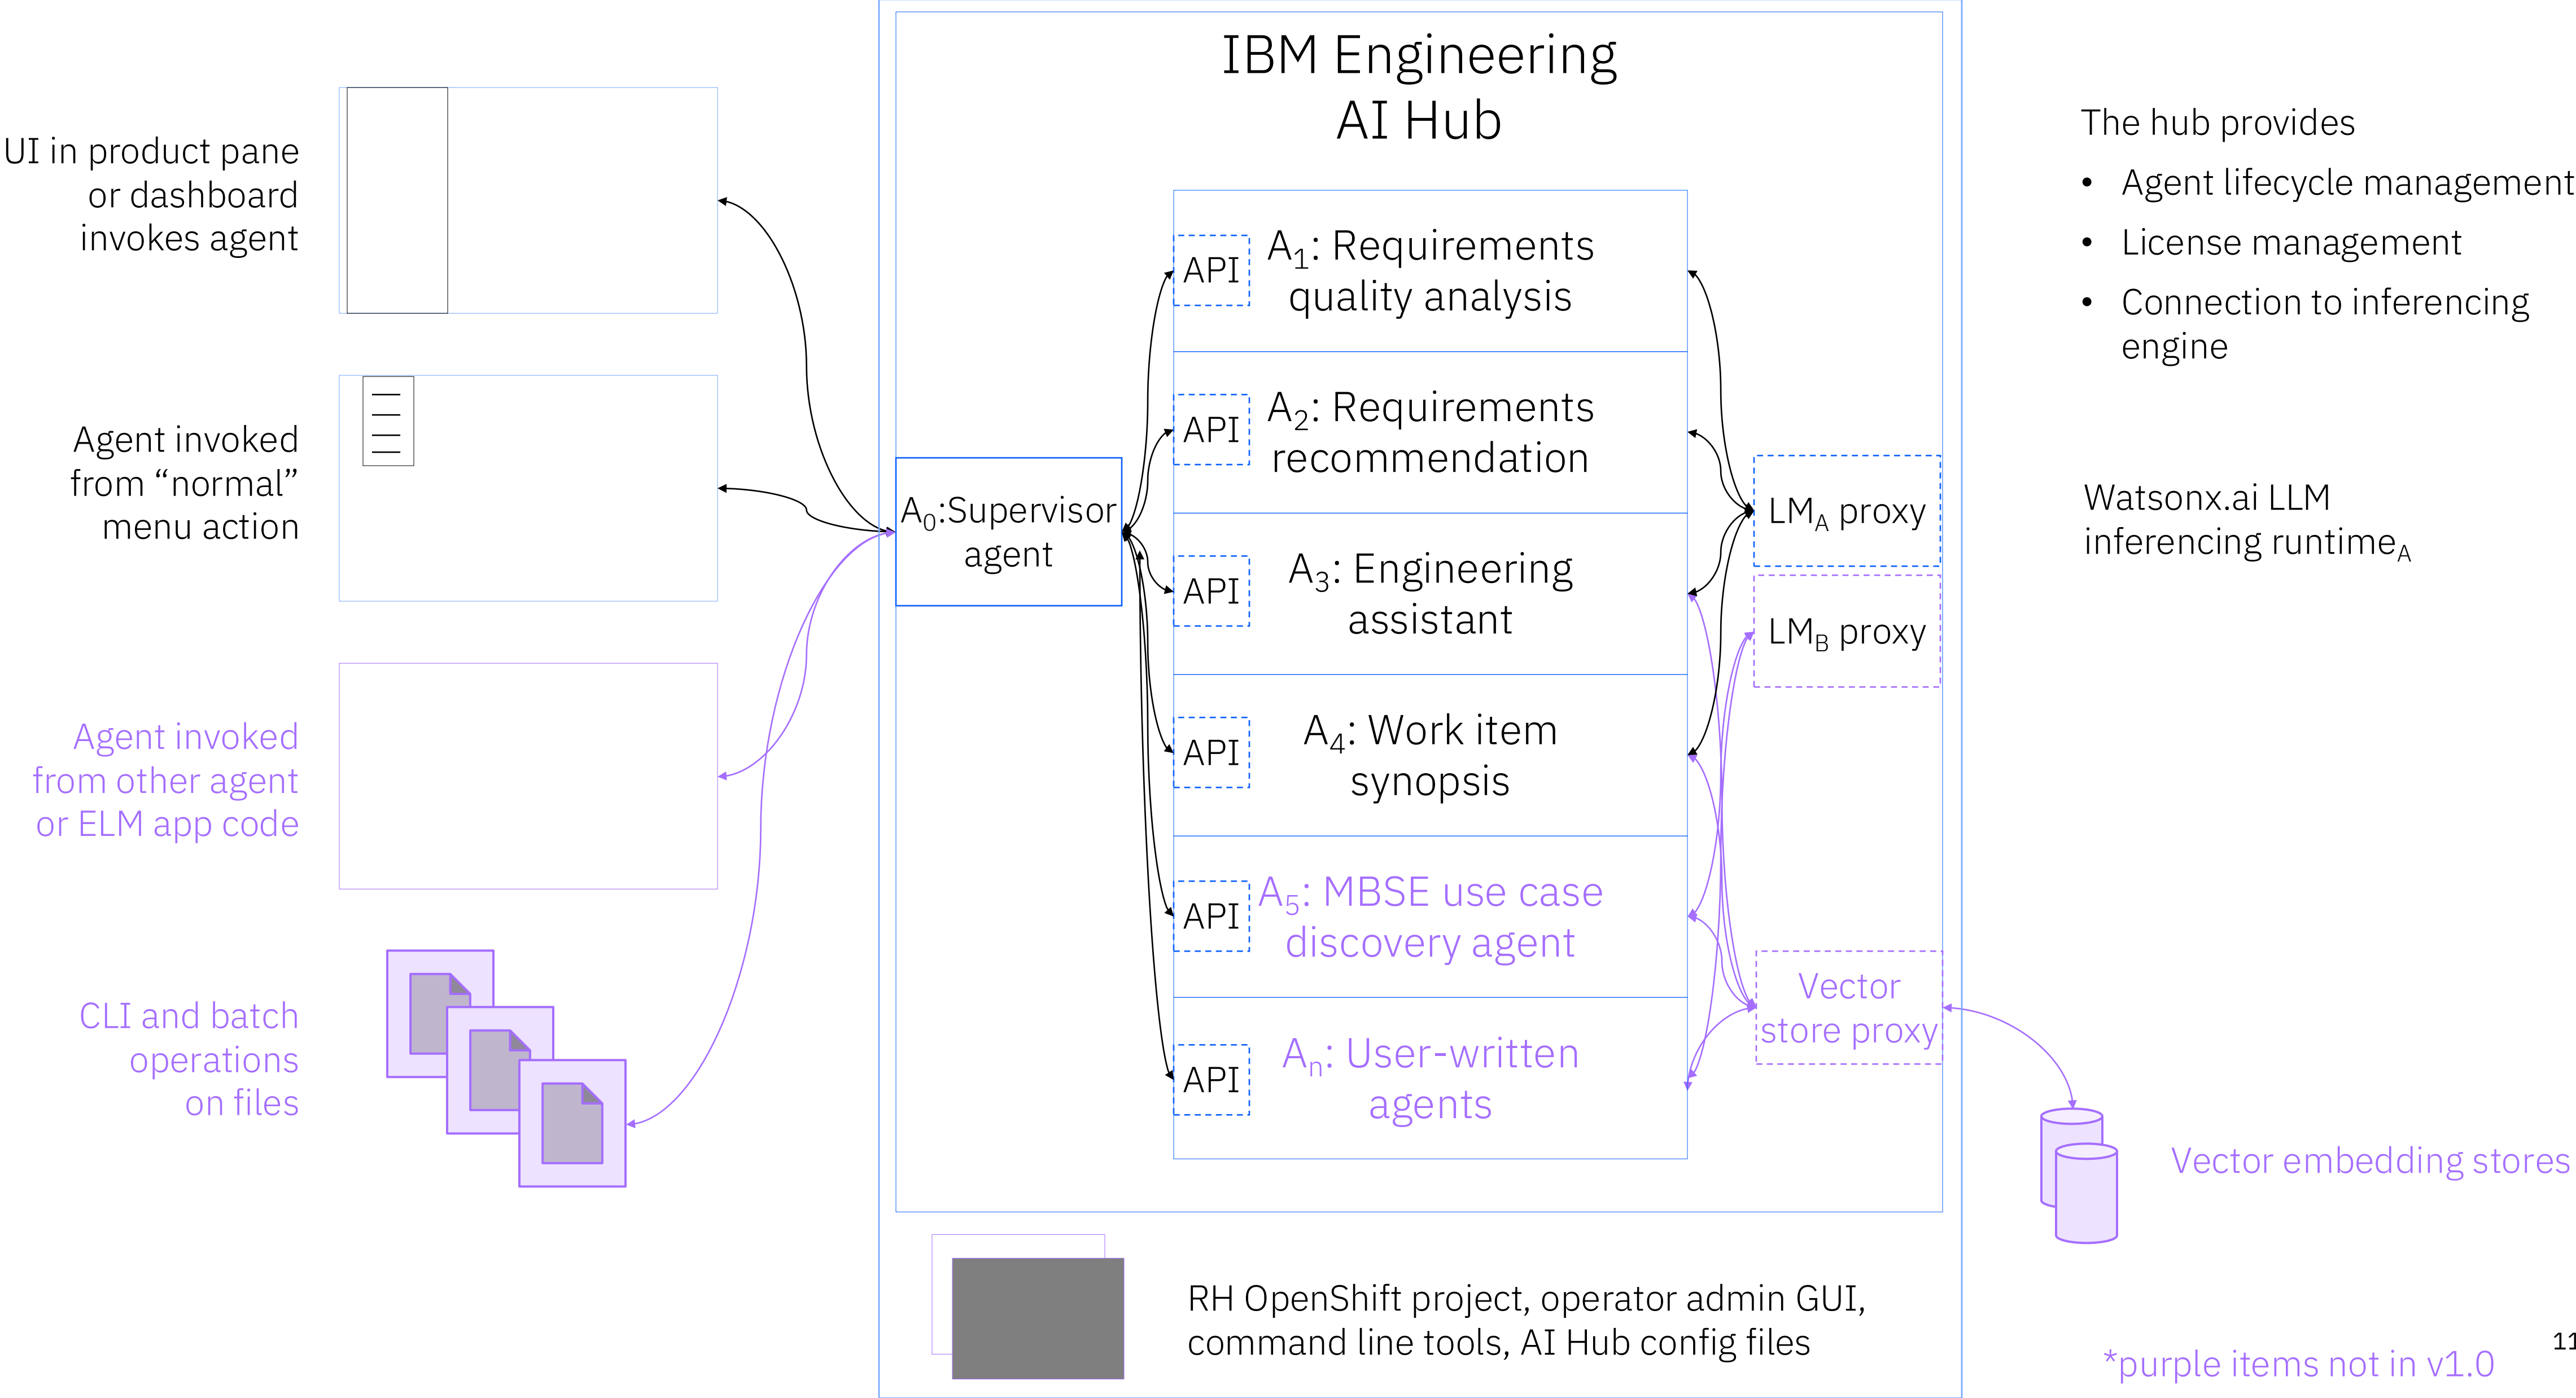 IBM Engineering
AI Hub
UI in product pane
or dashboard
invokes agent
Agent invoked
from “normal”
menu action
Agent invoked
from other agent
or ELM app code
CLI and batch
operations
on files
A0:Supervisor
agent
API
A1: Requirements
quality analysis
API
A2: Requirements
recommendation
API
A3: Engineering
assistant
API
A4: Work item
synopsis
API
A5: MBSE use case
discovery agent
API
An: User-written
agents
LMA proxy
LMB proxy
Vector
store proxy
RH OpenShift project, operator admin GUI,
command line tools, AI Hub config files
The hub provides
• Agent lifecycle management
• License management
• Connection to inferencing
engine
Watsonx.ai LLM
inferencing runtimeA
Vector embedding stores
*purple items not in v1.0
11